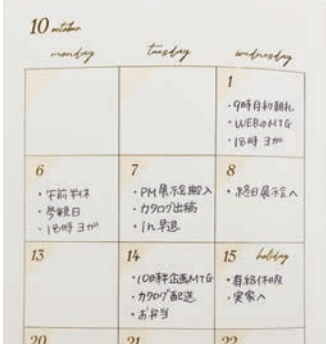 10 october
monday tuesday wednesday
1
・9時月初朝礼
・WEBのMTG
・18時 ヨガ
6 7 8
・午前半休
・参観日
・18時 ヨガ
・PM展示会搬入
・カタログ出稿
・in早退
・終日展示会へ
13 14 15 holiday
・10時半企画MTG
・カタログ配送
・お弁当
・有給休暇
・実家へ
20 21 22